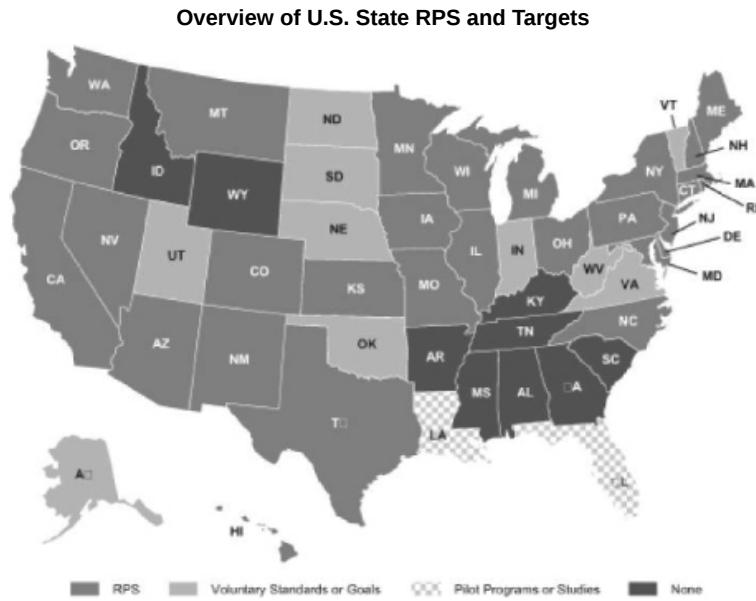 Overview of U.S. State RPS and Targets
WA
MT
ND
MN
VT
ME
OR
ID
SD
WI
NY
NH
WY
MI
MA
CT
NE
IA
PA
NJ
NV
UT
IL
IN
OH
DE
CA
CO
KS
MO
WV
VA
MD
KY
AZ
NM
OK
AR
TN
NC
SC
MS
AL
□A
T□
LA
A□
□L
HI
RPS
Voluntary Standards or Goals
Pilot Programs or Studies
None